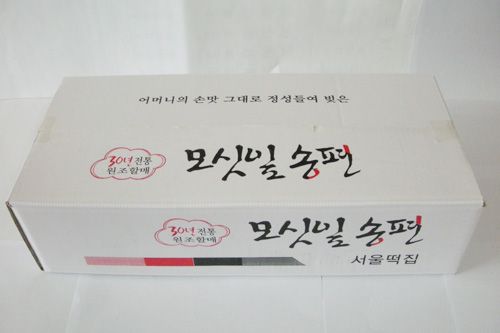 어머니의 손맛 그대로 정성들여 빚은
30년전통
원조할매
모싯잎 송편
30년전통
원조할매
모싯잎 송편
서울떡집